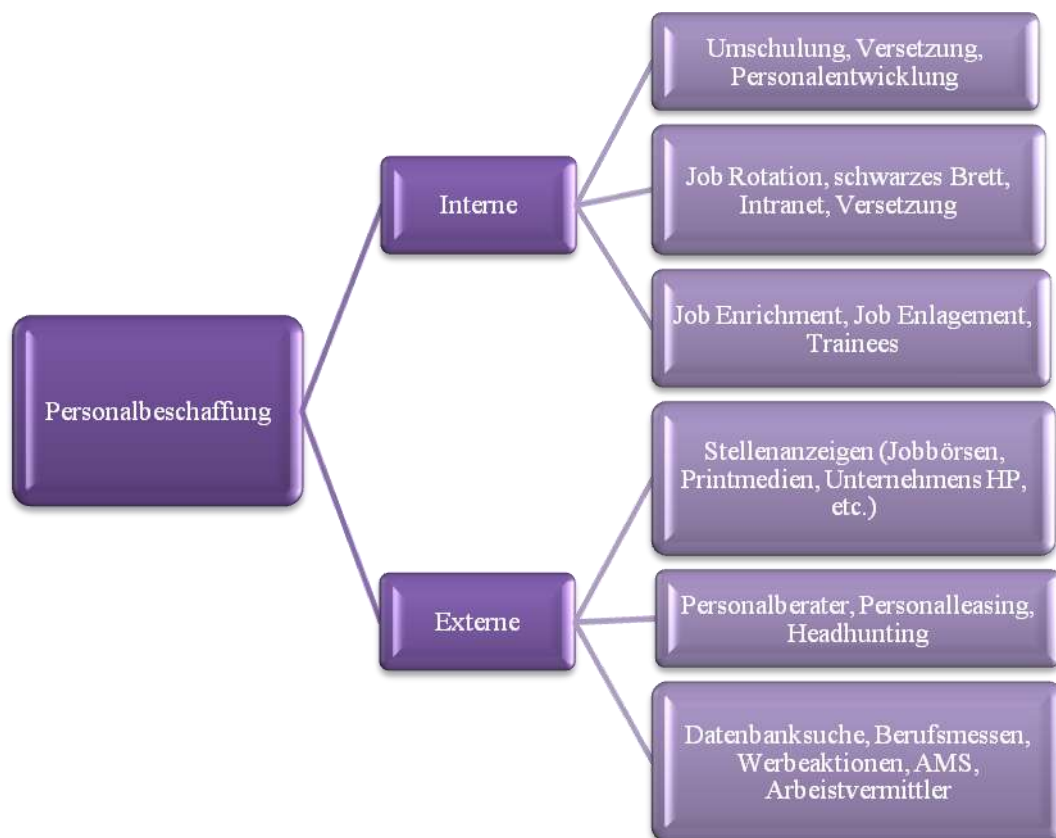 Personalbeschaffung
Interne
Umschulung, Versetzung,
Personalentwicklung
Job Rotation, schwarzes Brett,
Intranet, Versetzung
Job Enrichment, Job Enlagement,
Trainees
Externe
Stellenanzeigen (Jobbörsen,
Printmedien, Unternehmens HP,
etc.)
Personalberater, Personalleasing,
Headhunting
Datenbanksuche, Berufsmessen,
Werbeaktionen, AMS,
Arbeistvermittler